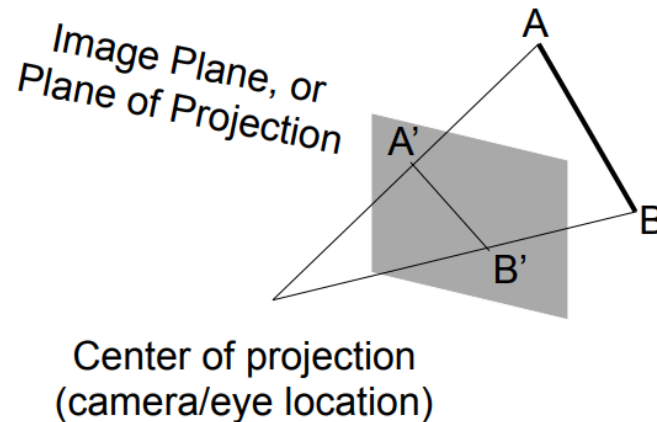 A
Image Plane, or
Plane of Projection
A’
B
B’
Center of projection
(camera/eye location)